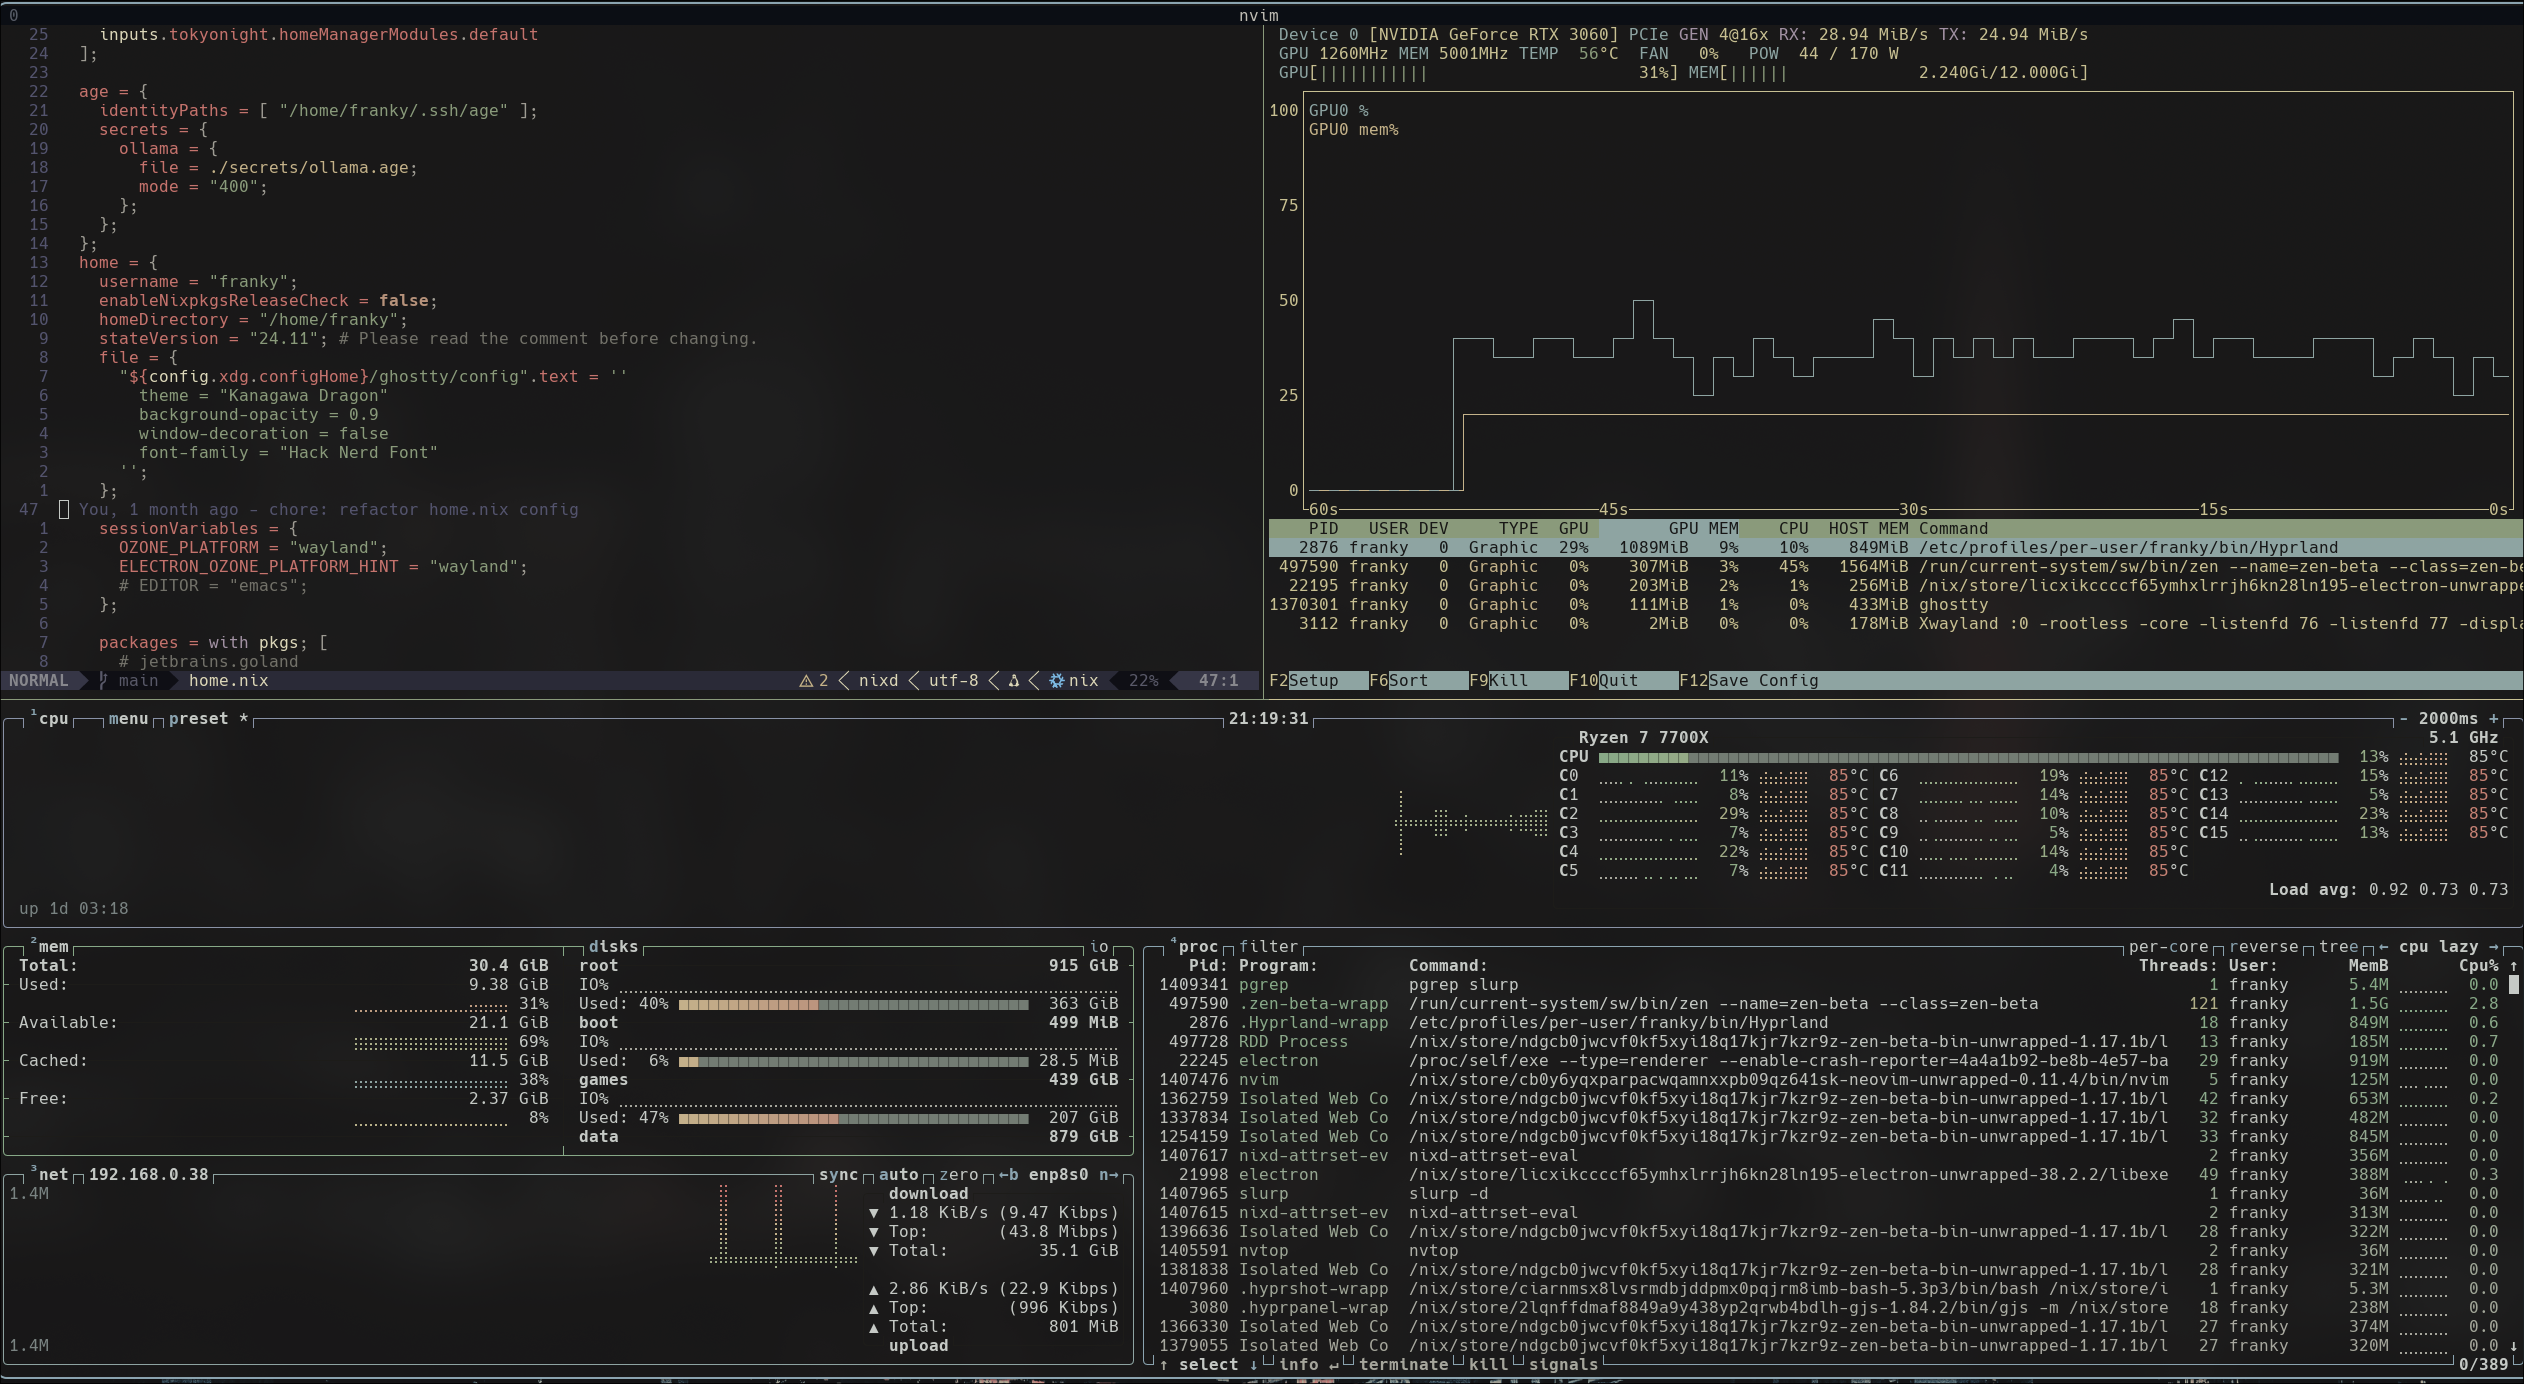 0
nvim
25 inputs.tokyonight.homeManagerModules.default
24 ];
23
22 age = {
21 identityPaths = [ "/home/franky/.ssh/age" ];
20 secrets = {
19 ollama = {
18 file = ./secrets/ollama.age;
17 mode = "400";
16 };
15 };
14 };
13 home = {
12 username = "franky";
11 enableNixpkgsReleaseCheck = false;
10 homeDirectory = "/home/franky";
9 stateVersion = "24.11"; # Please read the comment before changing.
8 file = {
7 "${config.xdg.configHome}/ghostty/config".text = ''
6 theme = "Kanagawa Dragon"
5 background-opacity = 0.9
4 window-decoration = false
3 font-family = "Hack Nerd Font"
2 '';
1 };
47 You, 1 month ago - chore: refactor home.nix config
1 sessionVariables = {
2 OZONE_PLATFORM = "wayland";
3 ELECTRON_OZONE_PLATFORM_HINT = "wayland";
4 # EDITOR = "emacs";
5 };
6
7 packages = with pkgs; [
8 # jetbrains.goland
NORMAL main home.nix 2 nixd utf-8 nix 22% 47:1
Device 0 [NVIDIA GeForce RTX 3060] PCIe GEN 4@16x RX: 28.94 MiB/s TX: 24.94 MiB/s
GPU 1260MHz MEM 5001MHz TEMP 56°C FAN 0% POW 44 / 170 W
GPU[||||||||||| 31%] MEM[|||||| 2.240Gi/12.000Gi]
100 GPU0 %
GPU0 mem%
75
50
25
0
60s 45s 30s 15s 0s
PID USER DEV TYPE GPU GPU MEM CPU HOST MEM Command
2876 franky 0 Graphic 29% 1089MiB 9% 10% 849MiB /etc/profiles/per-user/franky/bin/Hyprland
497590 franky 0 Graphic 0% 307MiB 3% 45% 1564MiB /run/current-system/sw/bin/zen --name=zen-beta --class=zen-be
22195 franky 0 Graphic 0% 203MiB 2% 1% 256MiB /nix/store/licxikccccf65ymhxlrrjh6kn28ln195-electron-unwrappe
1370301 franky 0 Graphic 0% 111MiB 1% 0% 433MiB ghostty
3112 franky 0 Graphic 0% 2MiB 0% 0% 178MiB Xwayland :0 -rootless -core -listenfd 76 -listenfd 77 -displa
F2Setup F6Sort F9Kill F10Quit F12Save Config
¹cpu menu preset * 21:19:31 - 2000ms +
Ryzen 7 7700X 5.1 GHz
CPU 13% 85°C
C0 11% 85°C C6 19% 85°C C12 15% 85°C
C1 8% 85°C C7 14% 85°C C13 5% 85°C
C2 29% 85°C C8 10% 85°C C14 23% 85°C
C3 7% 85°C C9 5% 85°C C15 13% 85°C
C4 22% 85°C C10 14% 85°C
C5 7% 85°C C11 4% 85°C
Load avg: 0.92 0.73 0.73
up 1d 03:18
²mem
Total: 30.4 GiB
Used: 9.38 GiB
31%
Available: 21.1 GiB
69%
Cached: 11.5 GiB
38%
Free: 2.37 GiB
8%
disks io
root 915 GiB
IO%
Used: 40% 363 GiB
boot 499 MiB
IO%
Used: 6% 28.5 MiB
games 439 GiB
IO%
Used: 47% 207 GiB
data 879 GiB
³net 192.168.0.38 sync auto zero ←b enp8s0 n→
1.4M
download
▼ 1.18 KiB/s (9.47 Kibps)
▼ Top: (43.8 Mibps)
▼ Total: 35.1 GiB
▲ 2.86 KiB/s (22.9 Kibps)
▲ Top: (996 Kibps)
▲ Total: 801 MiB
1.4M upload
⁴proc filter per-core reverse tree ← cpu lazy →
Pid: Program: Command: Threads: User: MemB Cpu% ↑
1409341 pgrep pgrep slurp 1 franky 5.4M 0.0
497590 .zen-beta-wrapp /run/current-system/sw/bin/zen --name=zen-beta --class=zen-beta 121 franky 1.5G 2.8
2876 .Hyprland-wrapp /etc/profiles/per-user/franky/bin/Hyprland 18 franky 849M 0.6
497728 RDD Process /nix/store/ndgcb0jwcvf0kf5xyi18q17kjr7kzr9z-zen-beta-bin-unwrapped-1.17.1b/l 13 franky 185M 0.7
22245 electron /proc/self/exe --type=renderer --enable-crash-reporter=4a4a1b92-be8b-4e57-ba 29 franky 919M 0.0
1407476 nvim /nix/store/cb0y6yqxparpacwqamnxxpb09qz641sk-neovim-unwrapped-0.11.4/bin/nvim 5 franky 125M 0.0
1362759 Isolated Web Co /nix/store/ndgcb0jwcvf0kf5xyi18q17kjr7kzr9z-zen-beta-bin-unwrapped-1.17.1b/l 42 franky 653M 0.2
1337834 Isolated Web Co /nix/store/ndgcb0jwcvf0kf5xyi18q17kjr7kzr9z-zen-beta-bin-unwrapped-1.17.1b/l 32 franky 482M 0.0
1254159 Isolated Web Co /nix/store/ndgcb0jwcvf0kf5xyi18q17kjr7kzr9z-zen-beta-bin-unwrapped-1.17.1b/l 33 franky 845M 0.0
1407617 nixd-attrset-ev nixd-attrset-eval 2 franky 356M 0.0
21998 electron /nix/store/licxikccccf65ymhxlrrjh6kn28ln195-electron-unwrapped-38.2.2/libexe 49 franky 388M 0.3
1407965 slurp slurp -d 1 franky 36M 0.0
1407615 nixd-attrset-ev nixd-attrset-eval 2 franky 313M 0.0
1396636 Isolated Web Co /nix/store/ndgcb0jwcvf0kf5xyi18q17kjr7kzr9z-zen-beta-bin-unwrapped-1.17.1b/l 28 franky 322M 0.0
1405591 nvtop nvtop 2 franky 36M 0.0
1381838 Isolated Web Co /nix/store/ndgcb0jwcvf0kf5xyi18q17kjr7kzr9z-zen-beta-bin-unwrapped-1.17.1b/l 28 franky 321M 0.0
1407960 .hyprshot-wrapp /nix/store/ciarnmsx8lvsrmdbjddpmx0pqjrm8imb-bash-5.3p3/bin/bash /nix/store/i 1 franky 5.3M 0.0
3080 .hyprpanel-wrap /nix/store/2lqnffdmaf8849a9y438yp2qrwb4bdlh-gjs-1.84.2/bin/gjs -m /nix/store 18 franky 238M 0.0
1366330 Isolated Web Co /nix/store/ndgcb0jwcvf0kf5xyi18q17kjr7kzr9z-zen-beta-bin-unwrapped-1.17.1b/l 27 franky 374M 0.0
1379055 Isolated Web Co /nix/store/ndgcb0jwcvf0kf5xyi18q17kjr7kzr9z-zen-beta-bin-unwrapped-1.17.1b/l 27 franky 320M 0.0 ↓
↑ select ↓ info ↵ terminate kill signals 0/389